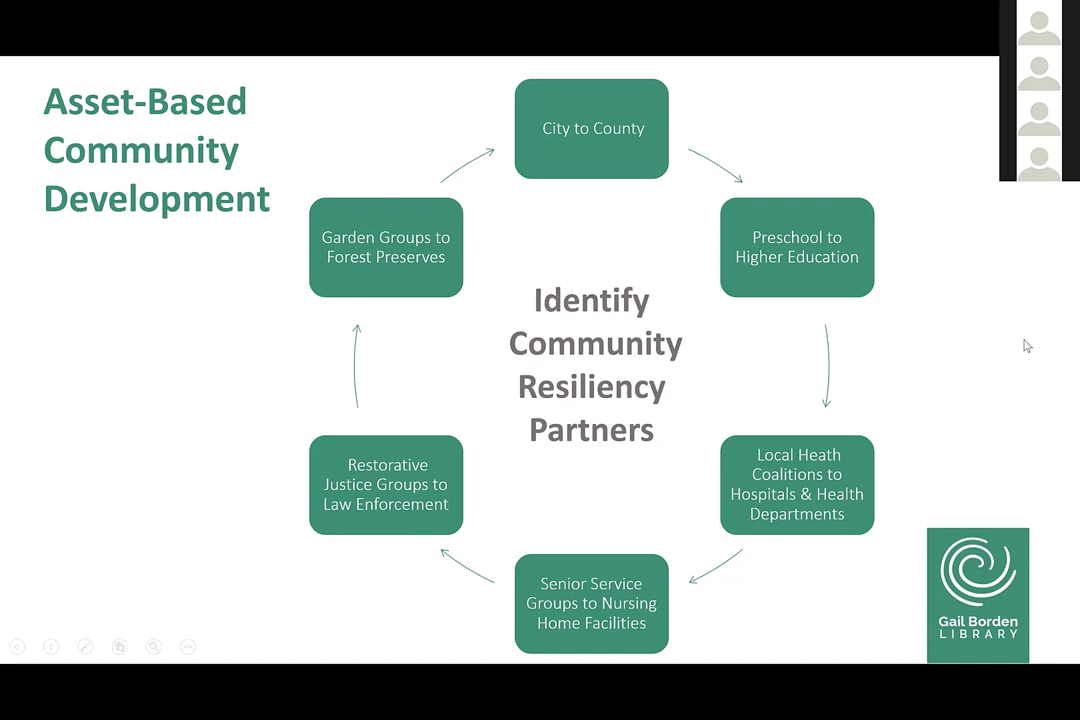 Asset-Based
Community
Development
City to County
Preschool to
Higher Education
Local Heath
Coalitions to
Hospitals & Health
Departments
Senior Service
Groups to Nursing
Home Facilities
Restorative
Justice Groups to
Law Enforcement
Garden Groups to
Forest Preserves
Identify
Community
Resiliency
Partners
Gail Borden
LIBRARY